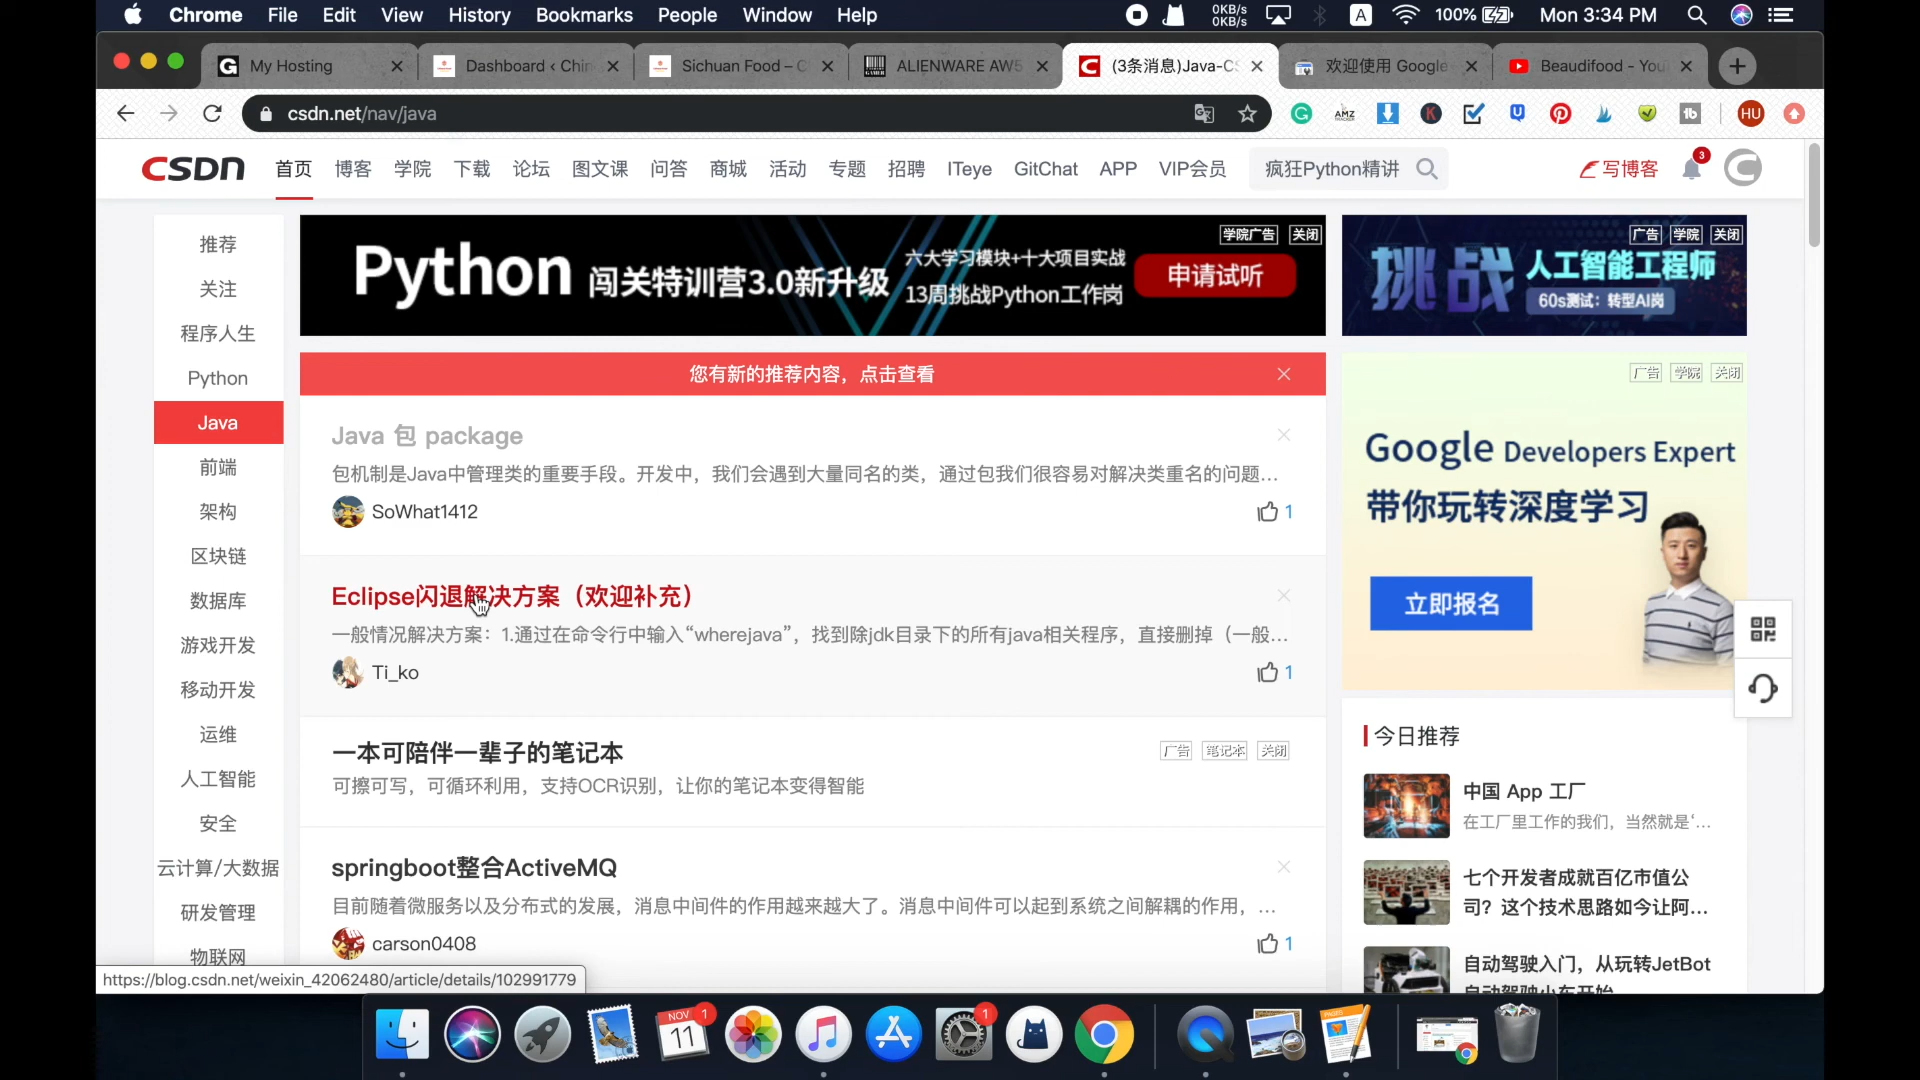 Chrome File Edit View History Bookmarks People Window Help
0KB/s
0KB/s
A
100%
Mon 3:34 PM
My Hosting
Dashboard ‹ Chin
Sichuan Food – C
ALIENWARE AW5
(3条消息)Java-CS
欢迎使用 Google
Beaudifood - You
csdn.net/nav/java
HU
CSDN
首页 博客 学院 下载 论坛 图文课 问答 商城 活动 专题 招聘 ITeye GitChat APP VIP会员
疯狂Python精讲
写博客
3
推荐
关注
程序人生
Python
Java
前端
架构
区块链
数据库
游戏开发
移动开发
运维
人工智能
安全
云计算/大数据
研发管理
物联网
Python 闯关特训营3.0新升级
六大学习模块+十大项目实战
13周挑战Python工作岗
申请试听
学院广告 关闭
您有新的推荐内容，点击查看
Java 包 package
包机制是Java中管理类的重要手段。开发中，我们会遇到大量同名的类，通过包我们很容易对解决类重名的问题...
SoWhat1412
1
Eclipse闪退解决方案（欢迎补充）
一般情况解决方案：1.通过在命令行中输入“wherejava”，找到除jdk目录下的所有java相关程序，直接删掉（一般...
Ti_ko
1
一本可陪伴一辈子的笔记本
广告 笔记本 关闭
可擦可写，可循环利用，支持OCR识别，让你的笔记本变得智能
springboot整合ActiveMQ
目前随着微服务以及分布式的发展，消息中间件的作用越来越大了。消息中间件可以起到系统之间解耦的作用，...
carson0408
1
广告 学院 关闭
挑战 人工智能工程师
60s测试：转型AI岗
广告 学院 关闭
Google Developers Expert
带你玩转深度学习
立即报名
今日推荐
中国 App 工厂
在工厂里工作的我们，当然就是‘...
七个开发者成就百亿市值公
司？这个技术思路如今让阿...
自动驾驶入门，从玩转JetBot
自动驾驶小车开始
https://blog.csdn.net/weixin_42062480/article/details/102991779
NOV
11
1
1
PAGES